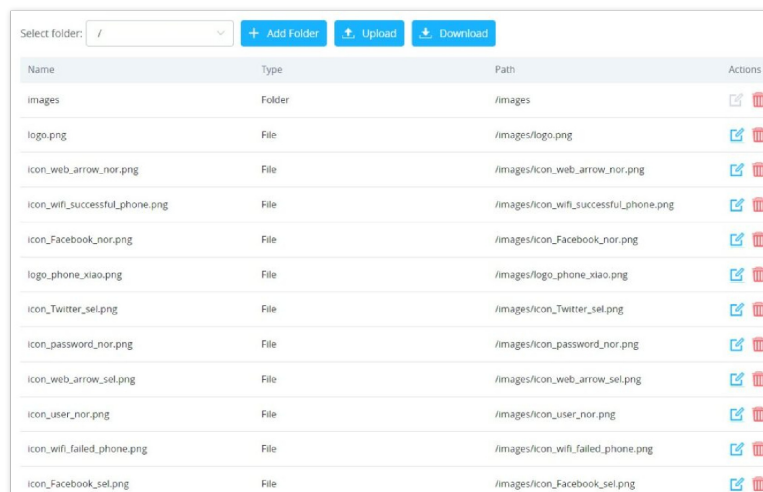 Select folder: / Add Folder Upload Download
Name Type Path Actions
images Folder /images
logo.png File /images/logo.png
icon_web_arrow_nor.png File /images/icon_web_arrow_nor.png
icon_wifi_successful_phone.png File /images/icon_wifi_successful_phone.png
icon_Facebook_nor.png File /images/icon_Facebook_nor.png
logo_phone_xiao.png File /images/logo_phone_xiao.png
icon_Twitter_sel.png File /images/icon_Twitter_sel.png
icon_password_nor.png File /images/icon_password_nor.png
icon_web_arrow_sel.png File /images/icon_web_arrow_sel.png
icon_user_nor.png File /images/icon_user_nor.png
icon_wifi_failed_phone.png File /images/icon_wifi_failed_phone.png
icon_Facebook_sel.png File /images/icon_Facebook_sel.png